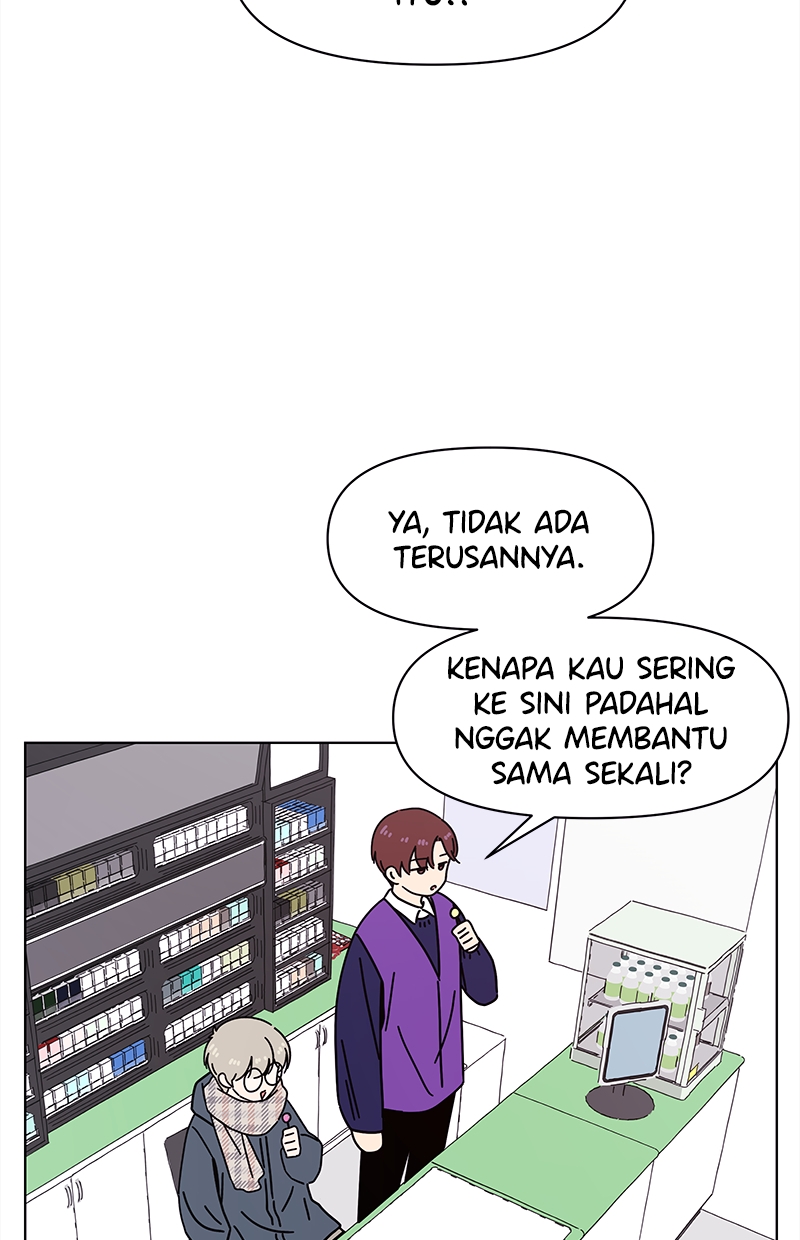 YA, TIDAK ADA
TERUSANNYA.
KENAPA KAU SERING
KE SINI PADAHAL
NGGAK MEMBANTU
SAMA SEKALI?